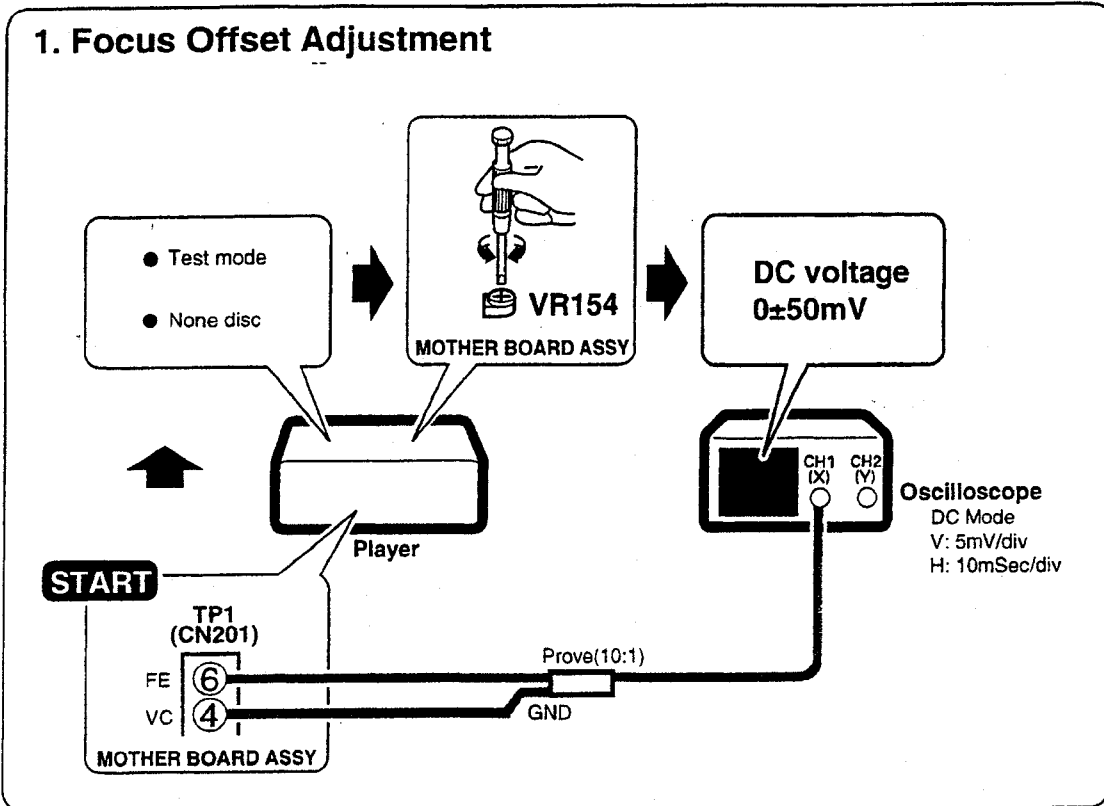 1. Focus Offset Adjustment
● Test mode
● None disc
VR154
MOTHER BOARD ASSY
DC voltage
0±50mV
CH1
(X)
CH2
(Y)
Oscilloscope
DC Mode
V: 5mV/div
H: 10mSec/div
Player
START
TP1
(CN201)
FE ⑥
VC ④
MOTHER BOARD ASSY
Prove(10:1)
GND